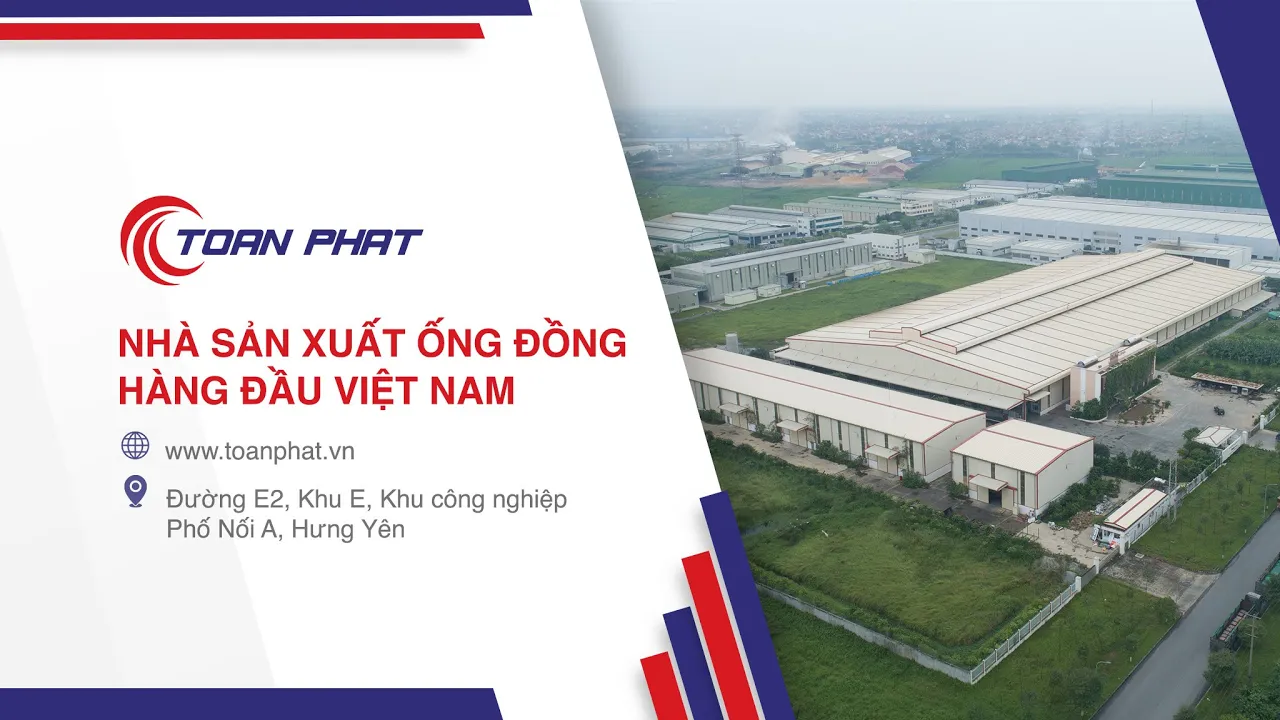 TOAN PHAT
NHÀ SẢN XUẤT ỐNG ĐỒNG
HÀNG ĐẦU VIỆT NAM
www.toanphat.vn
Đường E2, Khu E, Khu công nghiệp
Phố Nối A, Hưng Yên